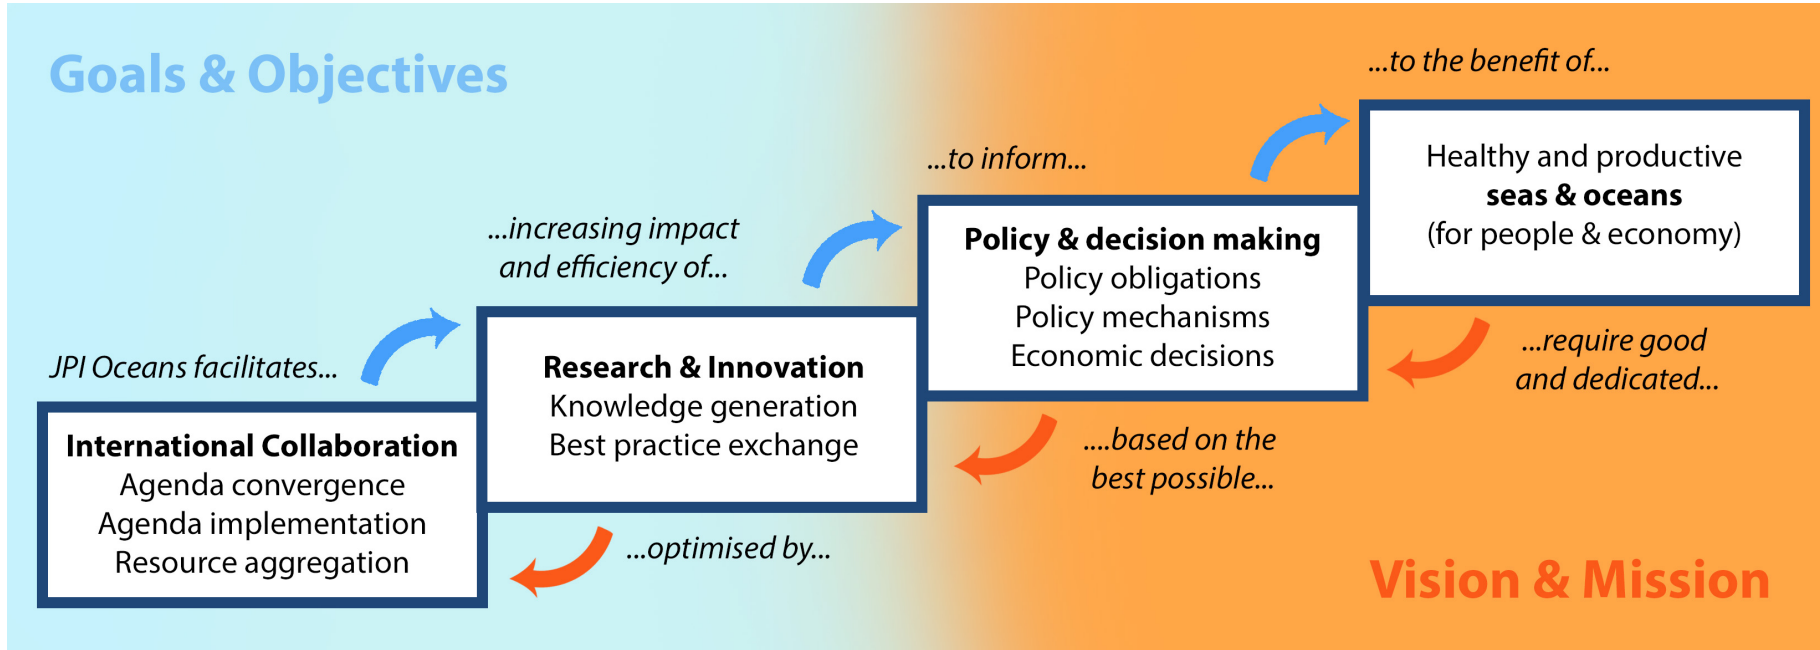 Goals & Objectives
JPI Oceans facilitates...
International Collaboration
Agenda convergence
Agenda implementation
Resource aggregation
...increasing impact
and efficiency of...
Research & Innovation
Knowledge generation
Best practice exchange
...to inform...
Policy & decision making
Policy obligations
Policy mechanisms
Economic decisions
...to the benefit of...
Healthy and productive
seas & oceans
(for people & economy)
...require good
and dedicated...
....based on the
best possible...
...optimised by...
Vision & Mission